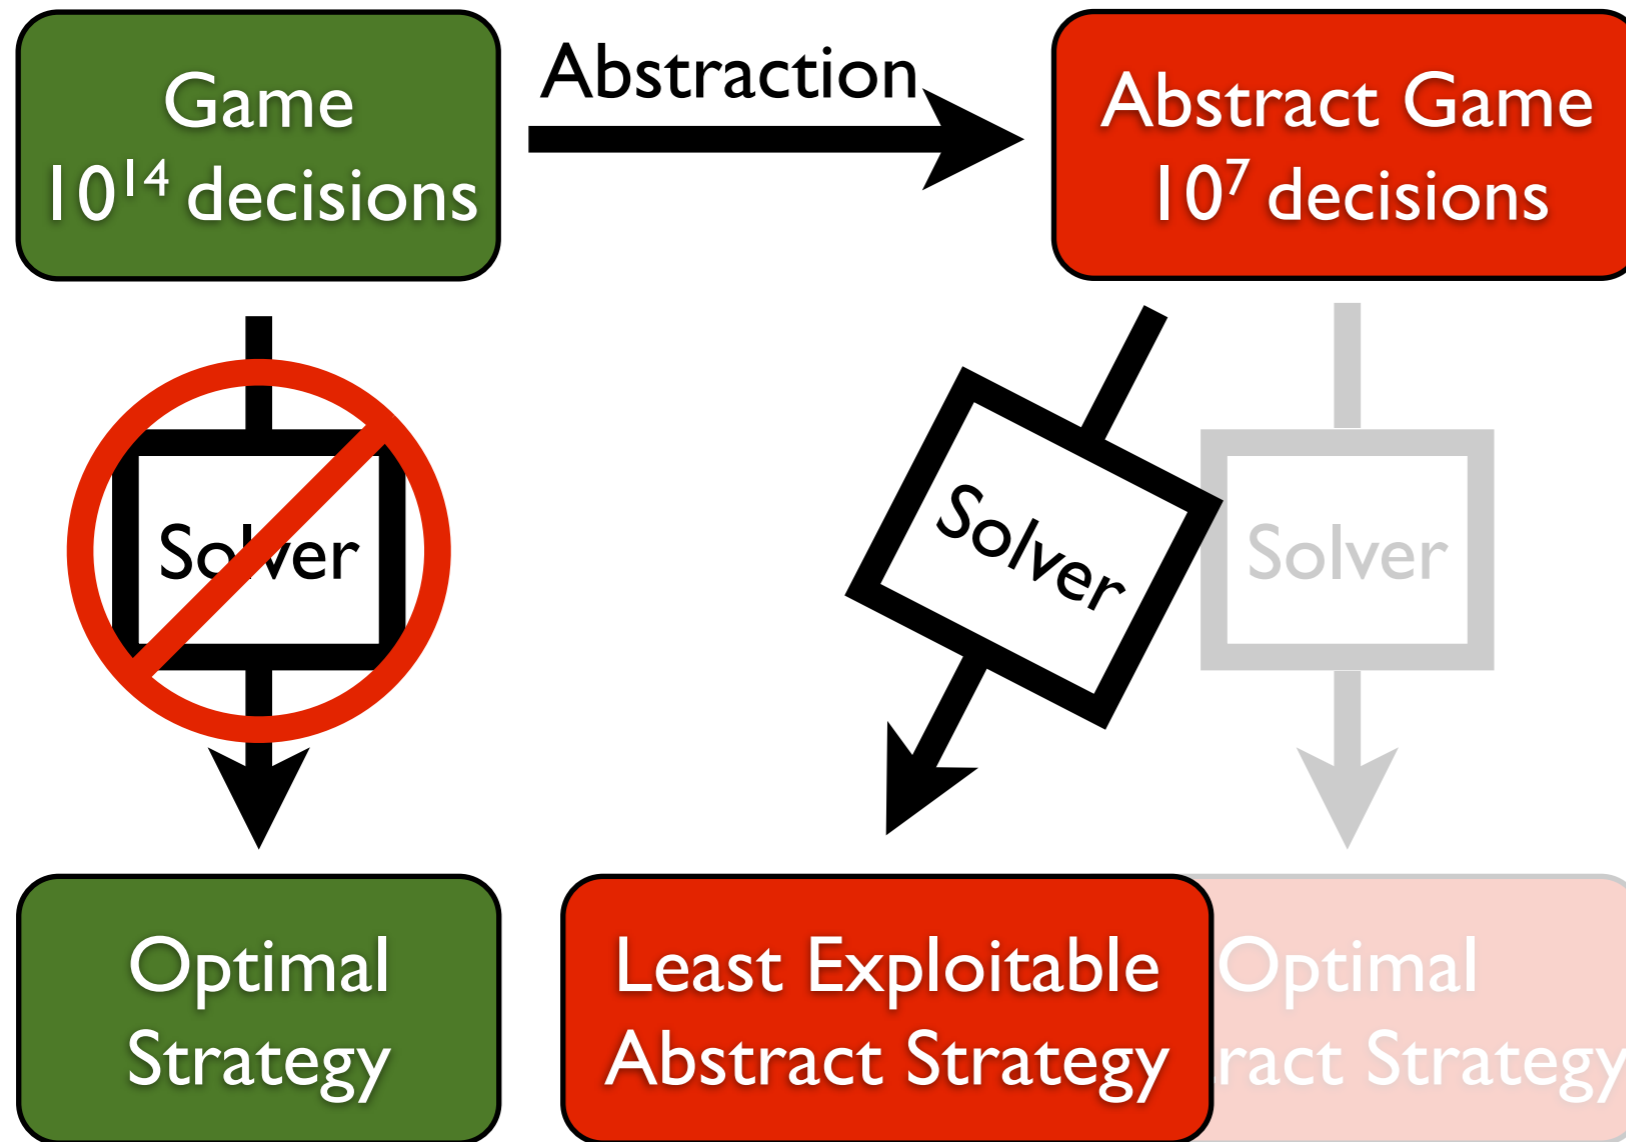 Game
10¹⁴ decisions
Abstraction
Abstract Game
10⁷ decisions
Solver
Solver
Solver
Optimal
Strategy
Least Exploitable
Abstract Strategy
Optimal
Strategy